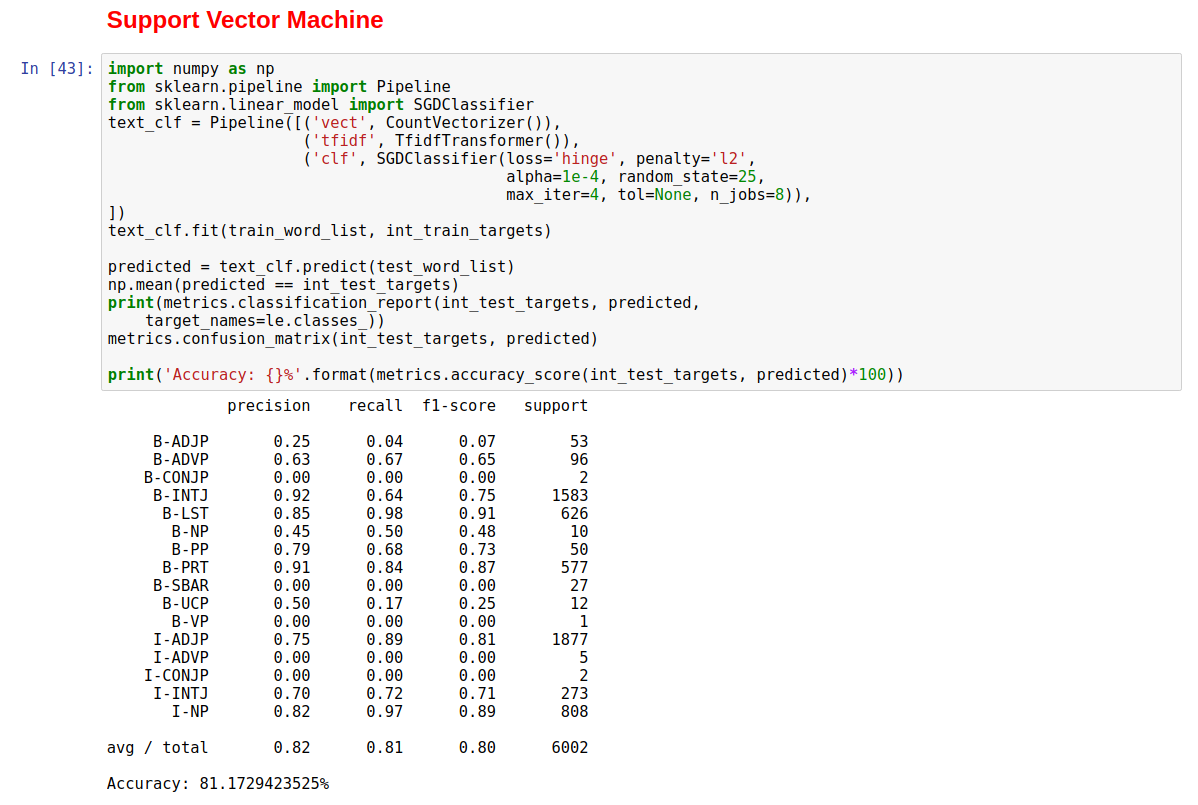 Support Vector Machine
In [43]:
import numpy as np
from sklearn.pipeline import Pipeline
from sklearn.linear_model import SGDClassifier
text_clf = Pipeline([('vect', CountVectorizer()),
                     ('tfidf', TfidfTransformer()),
                     ('clf', SGDClassifier(loss='hinge', penalty='l2',
                                           alpha=1e-4, random_state=25,
                                           max_iter=4, tol=None, n_jobs=8)),
])
text_clf.fit(train_word_list, int_train_targets)

predicted = text_clf.predict(test_word_list)
np.mean(predicted == int_test_targets)
print(metrics.classification_report(int_test_targets, predicted,
    target_names=le.classes_))
metrics.confusion_matrix(int_test_targets, predicted)

print('Accuracy: {}%'.format(metrics.accuracy_score(int_test_targets, predicted)*100))
             precision    recall  f1-score   support

     B-ADJP       0.25      0.04      0.07        53
     B-ADVP       0.63      0.67      0.65        96
    B-CONJP       0.00      0.00      0.00         2
     B-INTJ       0.92      0.64      0.75      1583
      B-LST       0.85      0.98      0.91       626
       B-NP       0.45      0.50      0.48        10
       B-PP       0.79      0.68      0.73        50
      B-PRT       0.91      0.84      0.87       577
     B-SBAR       0.00      0.00      0.00        27
      B-UCP       0.50      0.17      0.25        12
       B-VP       0.00      0.00      0.00         1
     I-ADJP       0.75      0.89      0.81      1877
     I-ADVP       0.00      0.00      0.00         5
    I-CONJP       0.00      0.00      0.00         2
     I-INTJ       0.70      0.72      0.71       273
       I-NP       0.82      0.97      0.89       808

avg / total       0.82      0.81      0.80      6002

Accuracy: 81.1729423525%